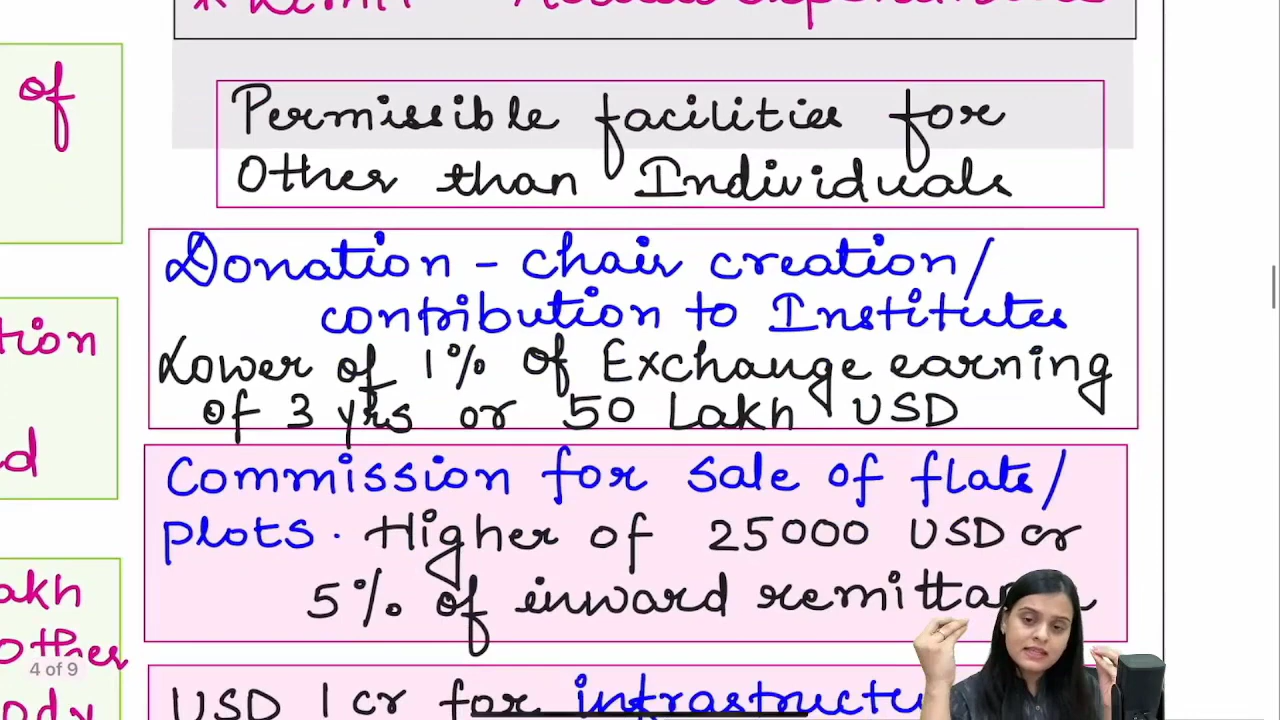 of
Permissible facilities for
Other than Individuals
Donation - chair creation/
contribution to Institutes
Lower of 1% of Exchange earning
of 3 yrs or 50 Lakh USD
tion
d
Commission for sale of flats/
plots. Higher of 25000 USD or
5% of inward
akh
other
ody
4 of 9
USD 1 cr for